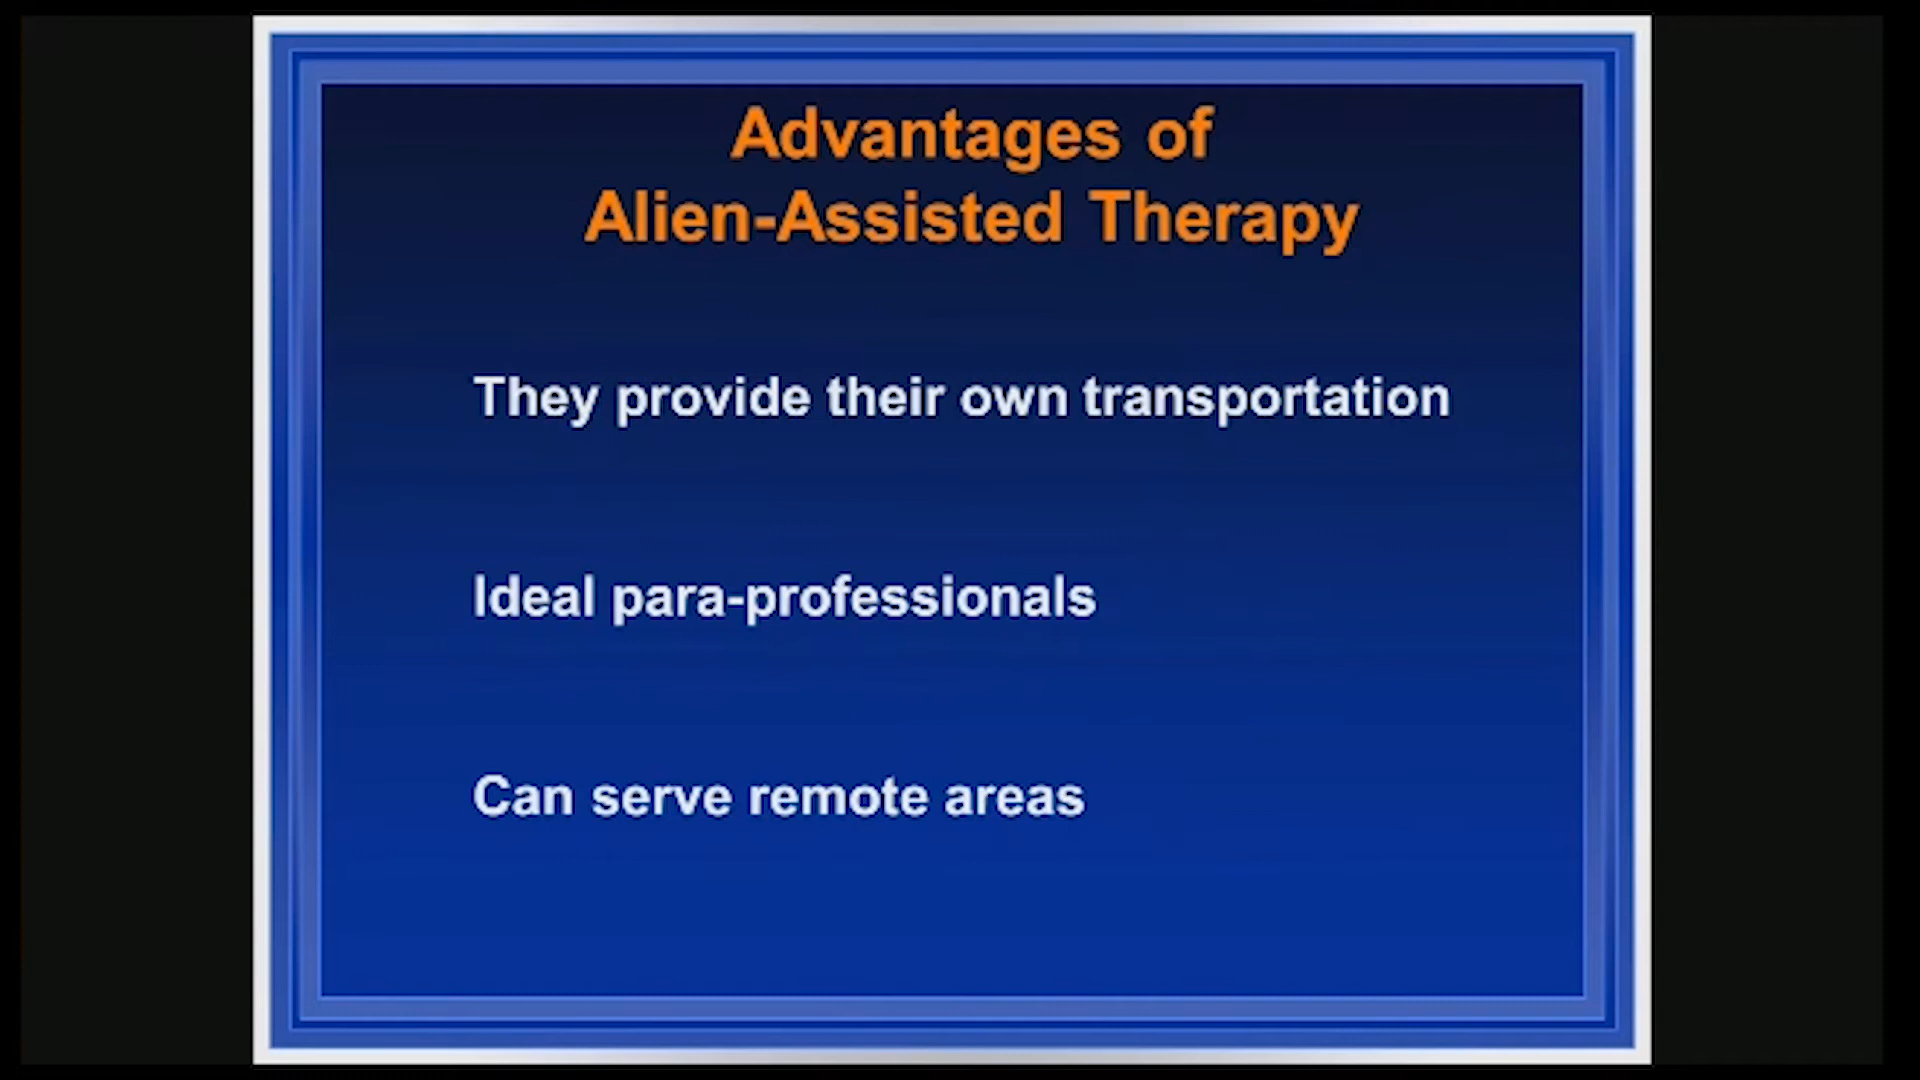 Advantages of
Alien-Assisted Therapy
They provide their own transportation
Ideal para-professionals
Can serve remote areas